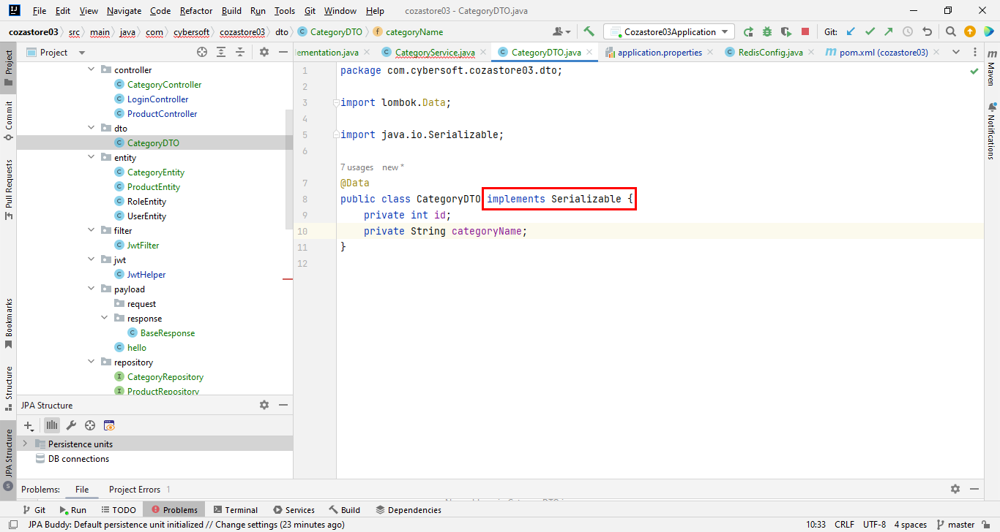 File Edit View Navigate Code Refactor Build Run Tools Git Window Help cozastore03 - CategoryDTO.java
cozastore03 src main java com cybersoft cozastore03 dto CategoryDTO categoryName Cozastore03Application Git:
Project
Commit
Pull Requests
Bookmarks
Structure
JPA Structure
Project
controller
CategoryController
LoginController
ProductController
dto
CategoryDTO
entity
CategoryEntity
ProductEntity
RoleEntity
UserEntity
filter
JwtFilter
jwt
JwtHelper
payload
request
response
BaseResponse
hello
repository
CategoryRepository
ProductRepository
JPA Structure
Persistence units
DB connections
lementation.java CategoryService.java CategoryDTO.java application.properties RedisConfig.java pom.xml (cozastore03)
1 package com.cybersoft.cozastore03.dto;
2
3 import lombok.Data;
4
5 import java.io.Serializable;
6
7 usages new *
7 @Data
8 public class CategoryDTO implements Serializable {
9 private int id;
10 private String categoryName;
11 }
12
Maven
Notifications
Problems: File Project Errors 1
Git Run TODO Problems Terminal Services Build Dependencies
JPA Buddy: Default persistence unit initialized // Change settings (23 minutes ago) 10:33 CRLF UTF-8 4 spaces master